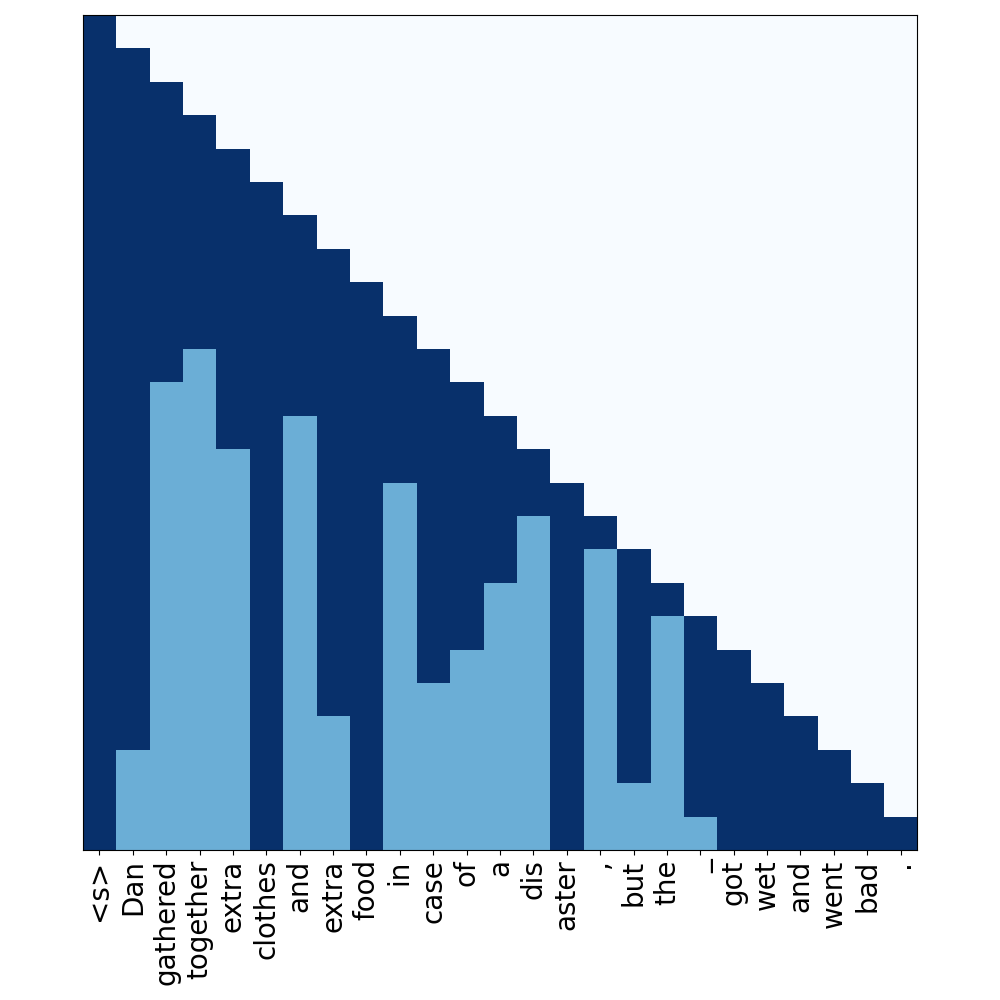 <s>
Dan
gathered
together
extra
clothes
and
extra
food
in
case
of
a
dis
aster
,
but
the
_
got
wet
and
went
bad
.